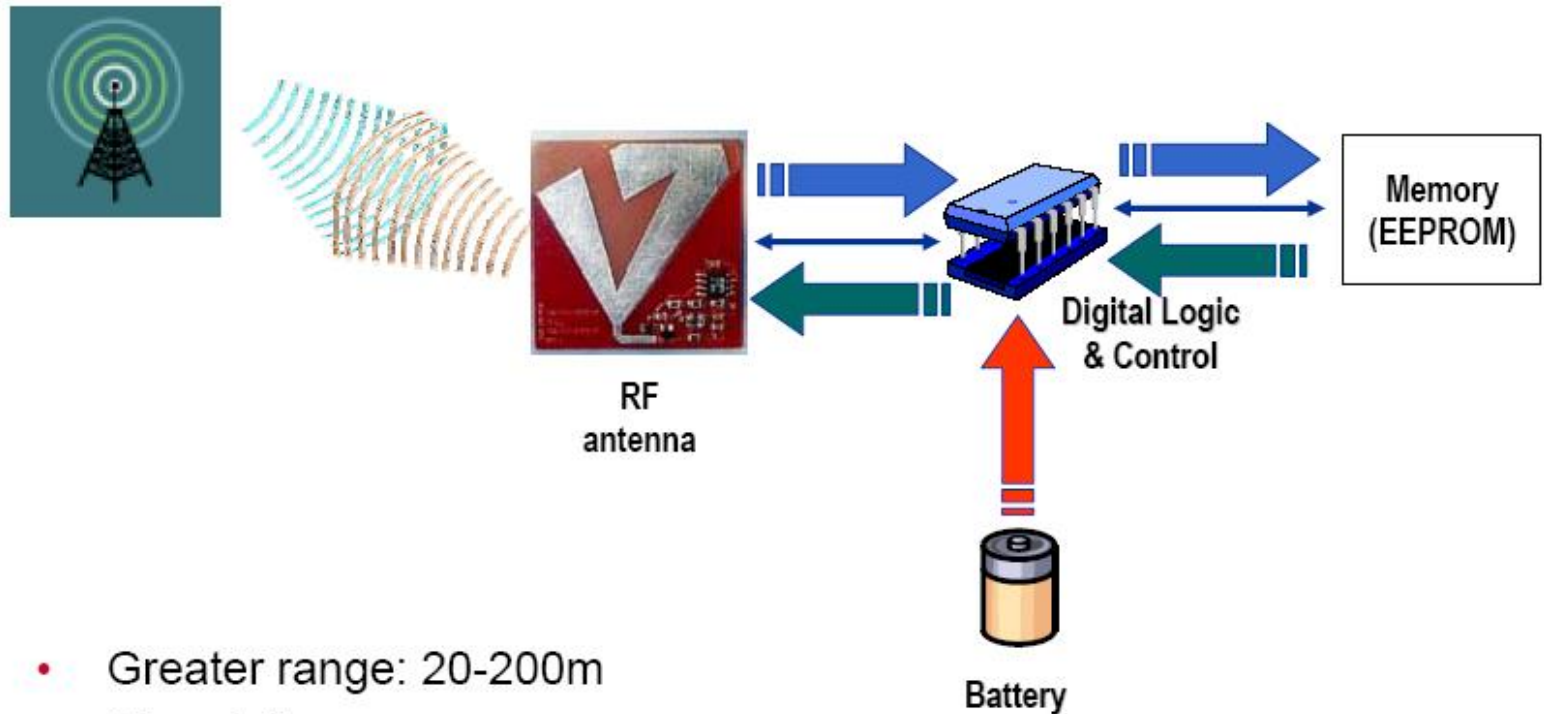 Memory
(EEPROM)
Digital Logic
& Control
RF
antenna
• Greater range: 20-200m
Battery